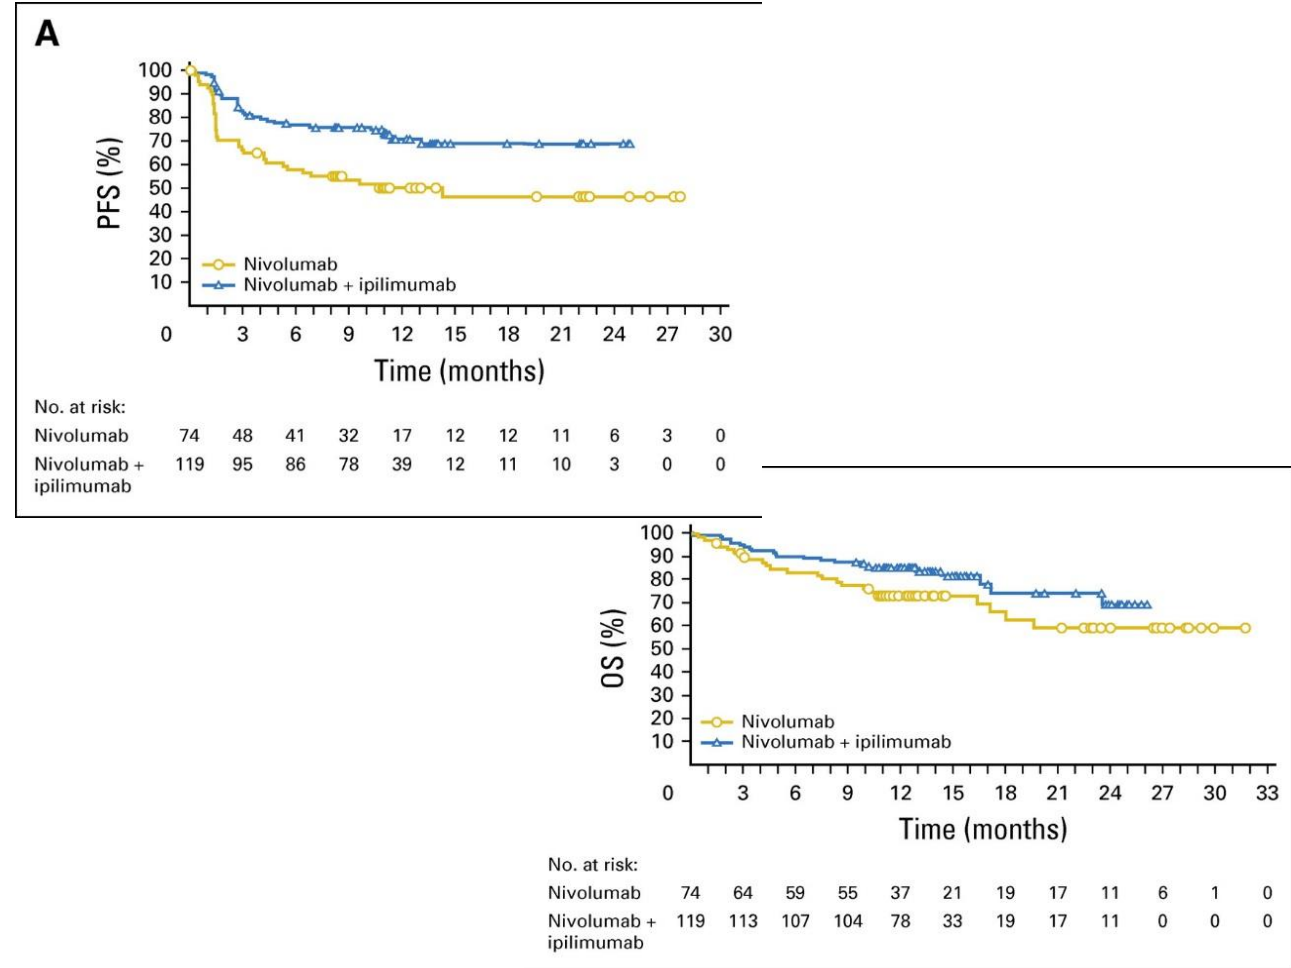 A
PFS (%)
100
90
80
70
60
50
40
30
20
10
Nivolumab
Nivolumab + ipilimumab
0 3 6 9 12 15 18 21 24 27 30
Time (months)
No. at risk:
Nivolumab 74 48 41 32 17 12 12 11 6 3 0
Nivolumab + 119 95 86 78 39 12 11 10 3 0 0
ipilimumab
OS (%)
100
90
80
70
60
50
40
30
20
10
Nivolumab
Nivolumab + ipilimumab
0 3 6 9 12 15 18 21 24 27 30 33
Time (months)
No. at risk:
Nivolumab 74 64 59 55 37 21 19 17 11 6 1 0
Nivolumab + 119 113 107 104 78 33 19 17 11 0 0 0
ipilimumab